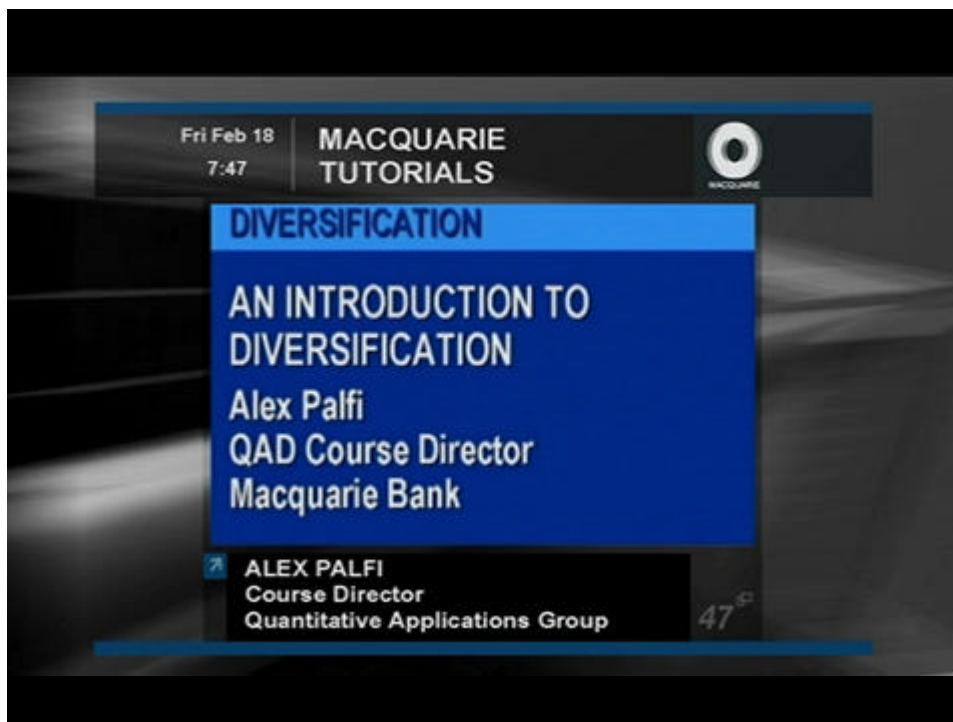 Fri Feb 18
7:47
MACQUARIE
TUTORIALS
MACQUARIE
DIVERSIFICATION
AN INTRODUCTION TO
DIVERSIFICATION
Alex Palfi
QAD Course Director
Macquarie Bank
ALEX PALFI
Course Director
Quantitative Applications Group
47